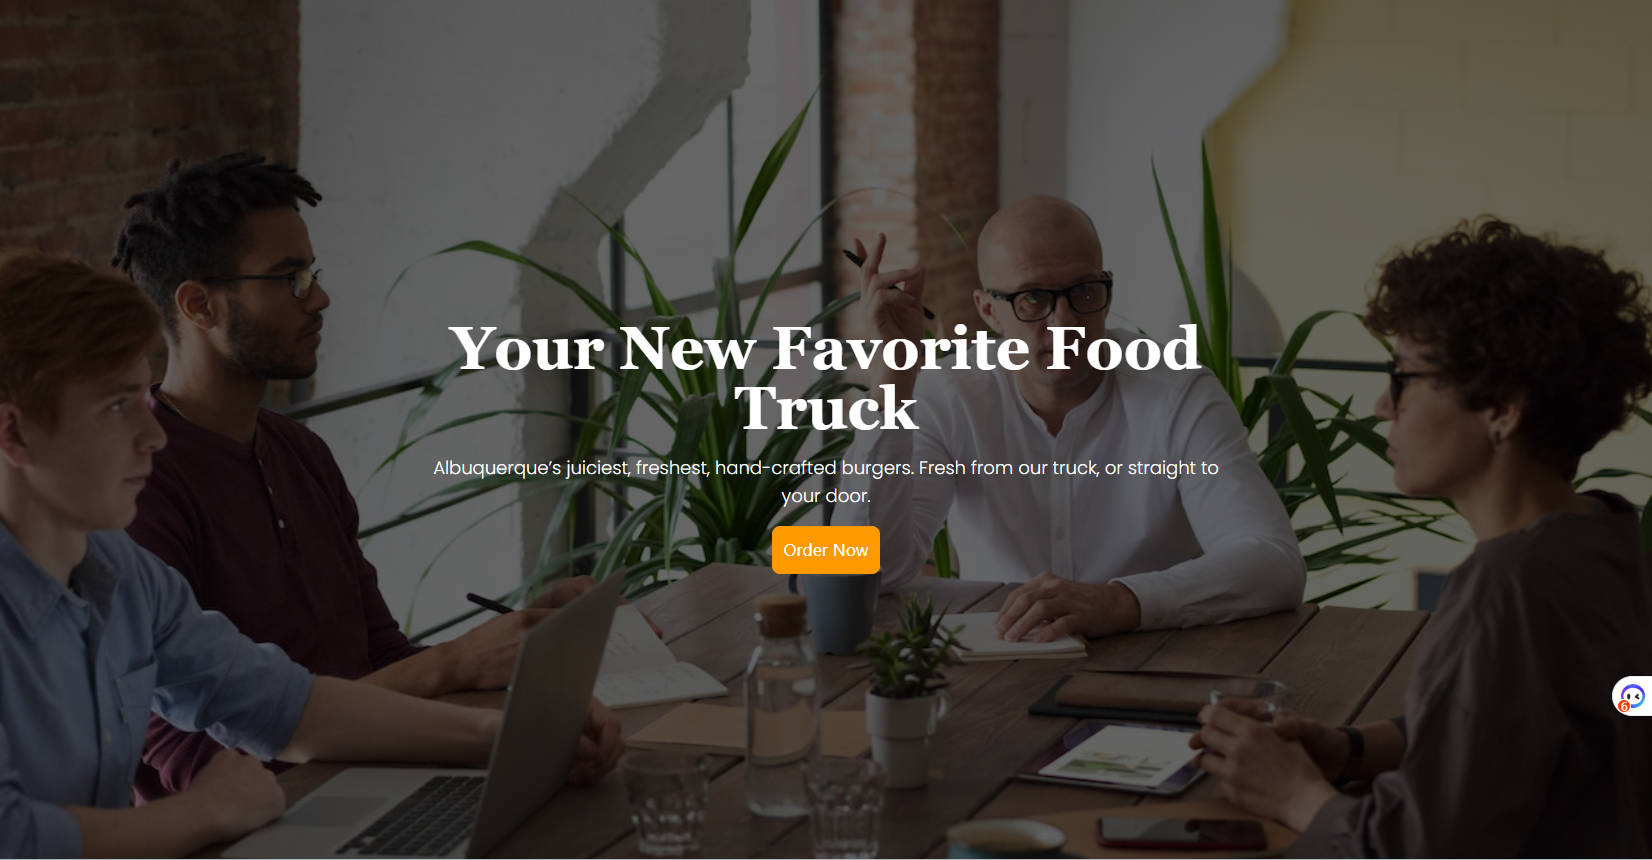 Your New Favorite Food
Truck
Albuquerque’s juiciest, freshest, hand-crafted burgers. Fresh from our truck, or straight to
your door.
Order Now
6